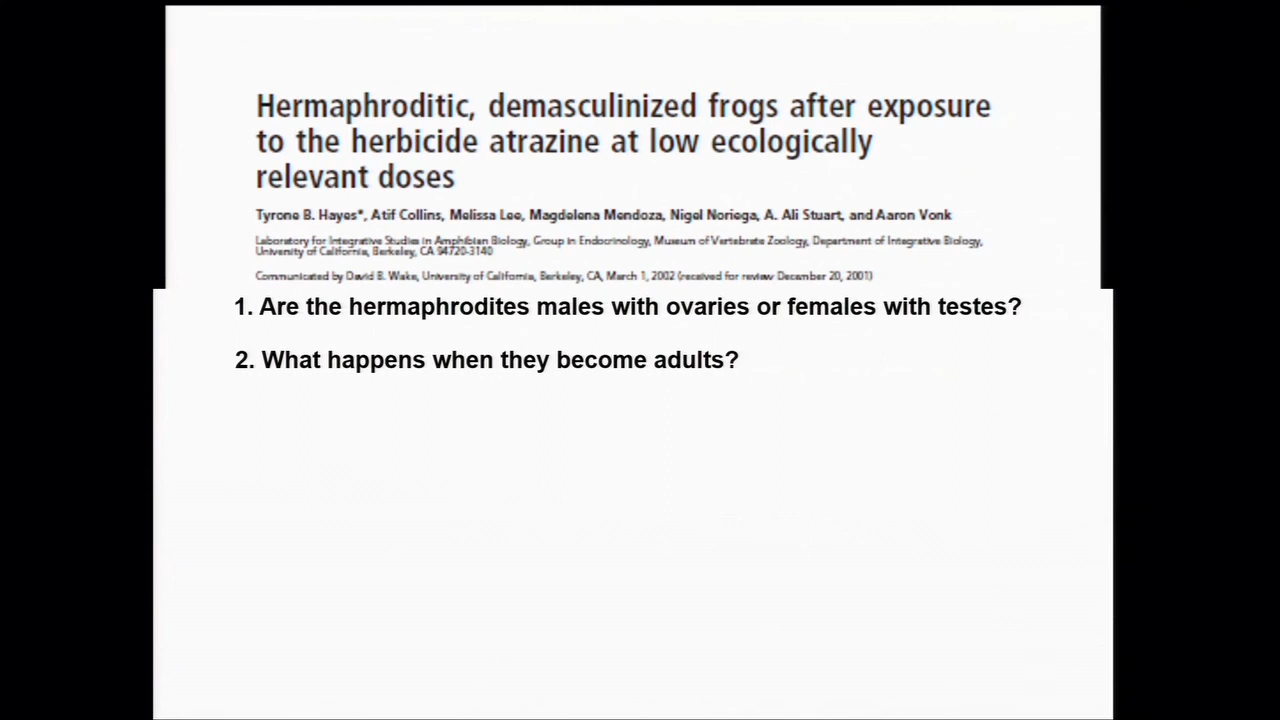 Hermaphroditic, demasculinized frogs after exposure
to the herbicide atrazine at low ecologically
relevant doses
Tyrone B. Hayes*, Atif Collins, Melissa Lee, Magdelena Mendoza, Nigel Noriega, A. Ali Stuart, and Aaron Vonk
Laboratory for Integrative Studies in Amphibian Biology, Group in Endocrinology, Museum of Vertebrate Zoology, Department of Integrative Biology,
University of California, Berkeley, CA 94720-3140
Communicated by David B. Wake, University of California, Berkeley, CA, March 1, 2002 (received for review December 20, 2001)
1. Are the hermaphrodites males with ovaries or females with testes?
2. What happens when they become adults?